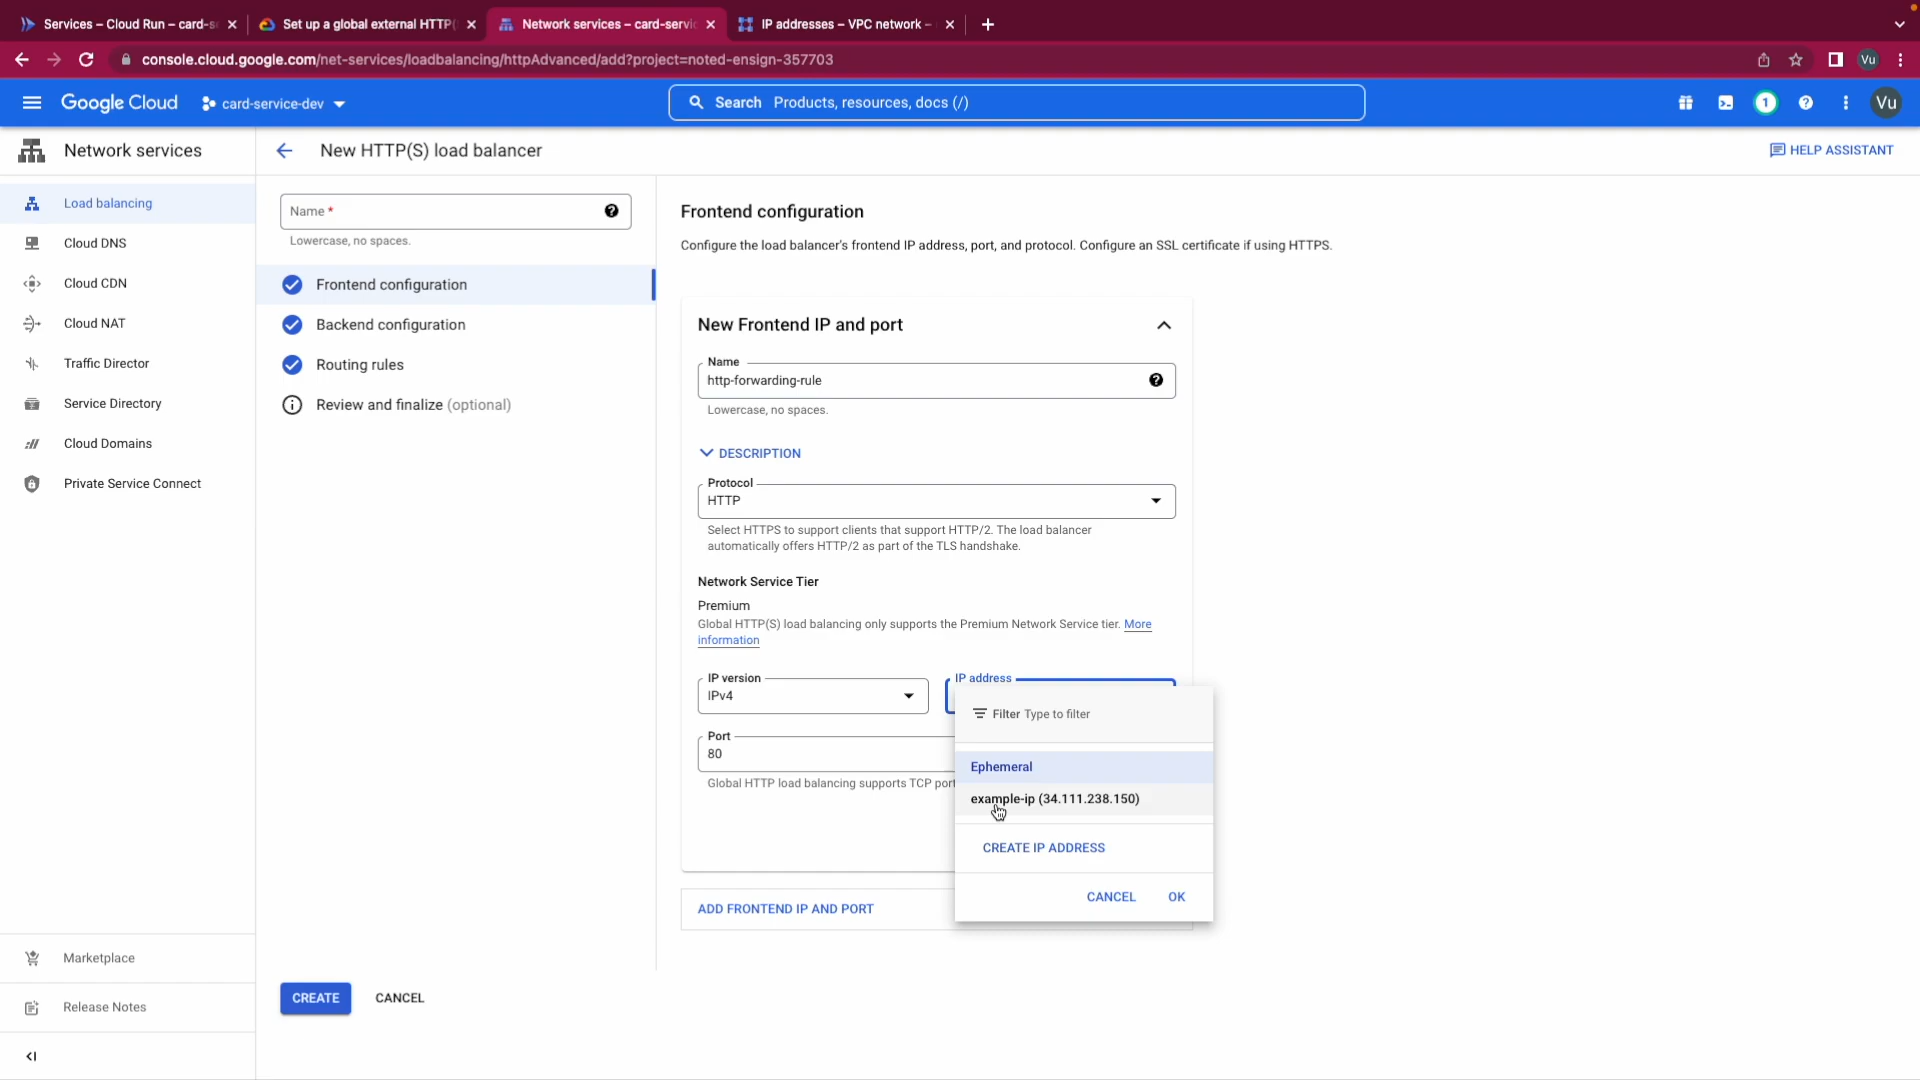 Services – Cloud Run – card-s
Set up a global external HTTP(
Network services – card-servic
IP addresses – VPC network –
console.cloud.google.com/net-services/loadbalancing/httpAdvanced/add?project=noted-ensign-357703
Vu
Google Cloud
card-service-dev
Search Products, resources, docs (/)
1
Vu
Network services
New HTTP(S) load balancer
HELP ASSISTANT
Load balancing
Cloud DNS
Cloud CDN
Cloud NAT
Traffic Director
Service Directory
Cloud Domains
Private Service Connect
Marketplace
Release Notes
Name *
Lowercase, no spaces.
Frontend configuration
Backend configuration
Routing rules
Review and finalize (optional)
CREATE
CANCEL
Frontend configuration
Configure the load balancer's frontend IP address, port, and protocol. Configure an SSL certificate if using HTTPS.
New Frontend IP and port
Name
http-forwarding-rule
Lowercase, no spaces.
DESCRIPTION
Protocol
HTTP
Select HTTPS to support clients that support HTTP/2. The load balancer
automatically offers HTTP/2 as part of the TLS handshake.
Network Service Tier
Premium
Global HTTP(S) load balancing only supports the Premium Network Service tier. More
information
IP version
IPv4
IP address
Filter Type to filter
Ephemeral
example-ip (34.111.238.150)
CREATE IP ADDRESS
CANCEL
OK
Port
80
Global HTTP load balancing supports TCP port
ADD FRONTEND IP AND PORT